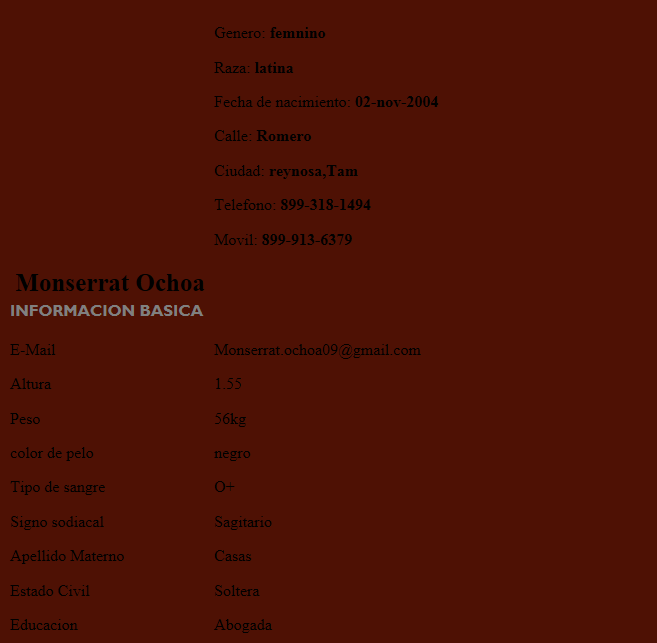 Genero: femnino
Raza: latina
Fecha de nacimiento: 02-nov-2004
Calle: Romero
Ciudad: reynosa,Tam
Telefono: 899-318-1494
Movil: 899-913-6379
Monserrat Ochoa
INFORMACION BASICA
E-Mail Monserrat.ochoa09@gmail.com
Altura 1.55
Peso 56kg
color de pelo negro
Tipo de sangre O+
Signo sodiacal Sagitario
Apellido Materno Casas
Estado Civil Soltera
Educacion Abogada